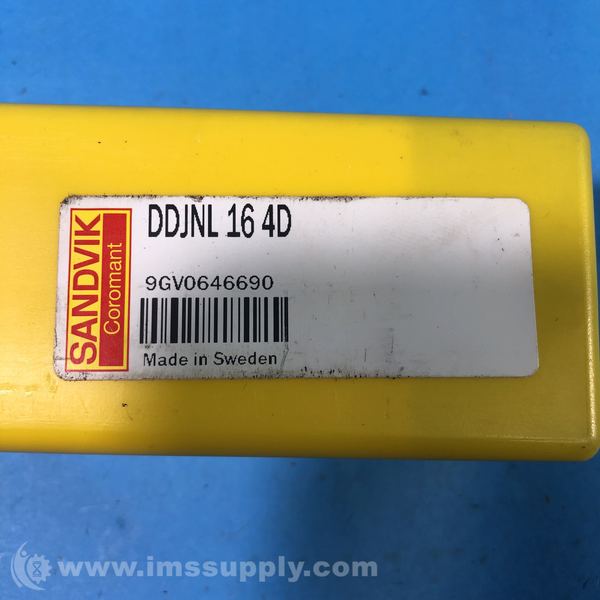 SANDVIK
Coromant
DDJNL 16 4D
9GV0646690
Made in Sweden
www.imssupply.com